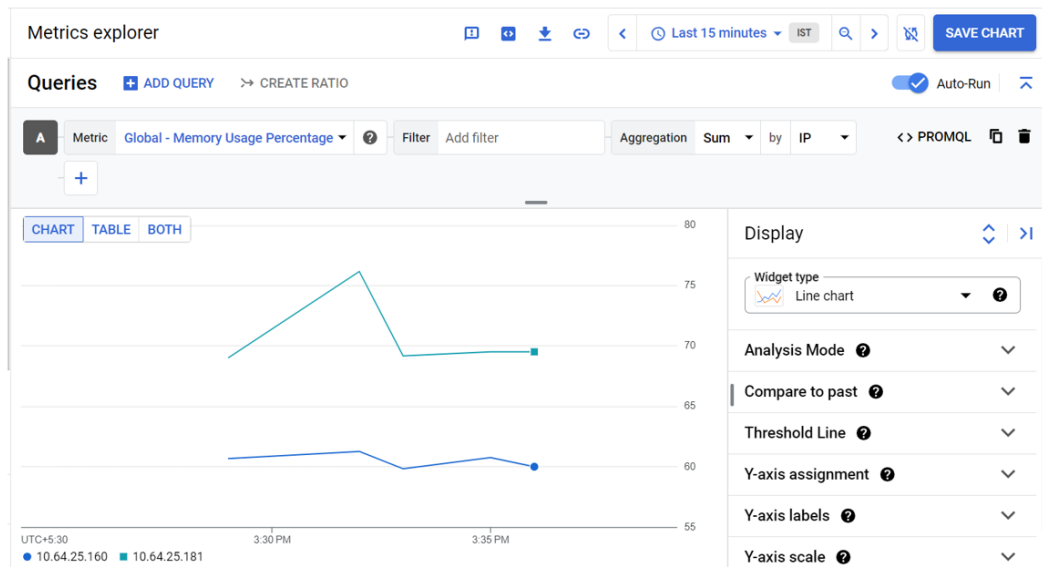 Metrics explorer
Last 15 minutes
IST
SAVE CHART
Queries
ADD QUERY
CREATE RATIO
Auto-Run
A
Metric
Global - Memory Usage Percentage
Filter
Add filter
Aggregation
Sum
by
IP
<> PROMQL
+
CHART
TABLE
BOTH
80
75
70
65
60
55
UTC+5:30
3:30 PM
3:35 PM
10.64.25.160
10.64.25.181
Display
Widget type
Line chart
Analysis Mode
Compare to past
Threshold Line
Y-axis assignment
Y-axis labels
Y-axis scale